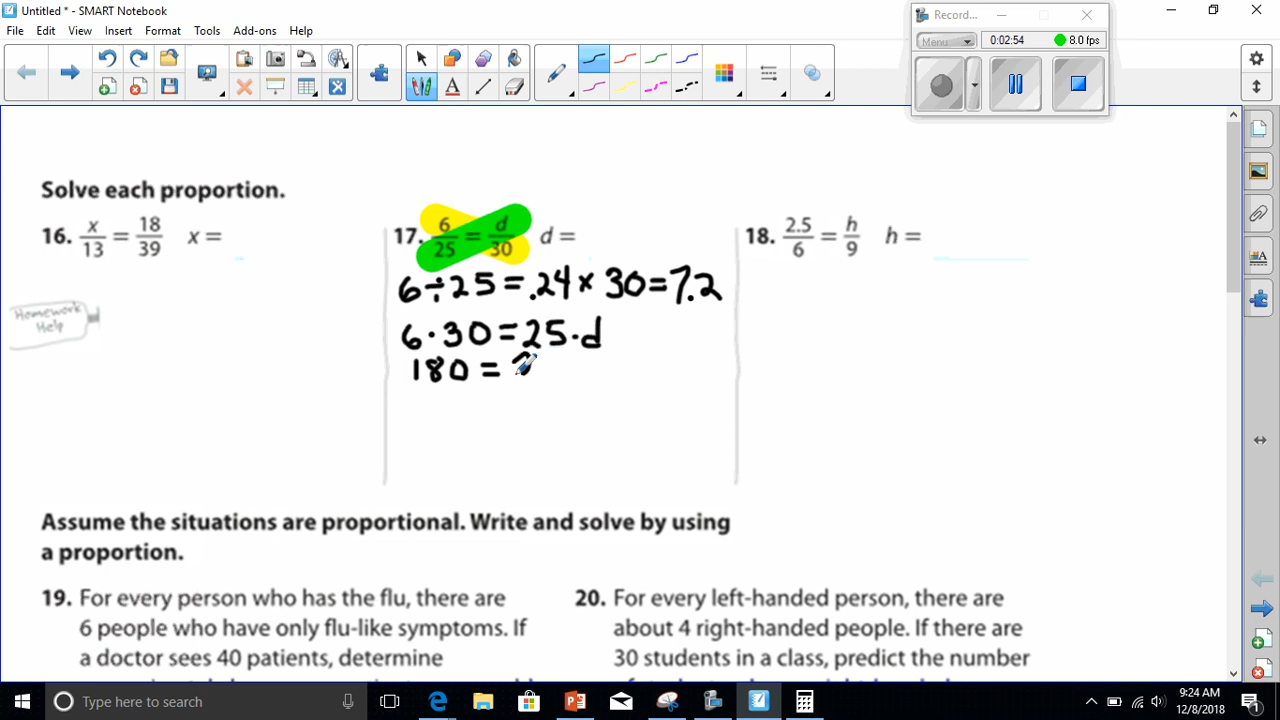 Untitled * - SMART Notebook
File Edit View Insert Format Tools Add-ons Help
Record...
Menu 0:02:54 8.0 fps
Solve each proportion.
16. x/13 = 18/39 x =
17. 6/25 = d/30 d =
18. 2.5/6 = h/9 h =
6÷25=.24×30=7.2
6·30=25·d
180 =
Homework
Help
Assume the situations are proportional. Write and solve by using
a proportion.
19. For every person who has the flu, there are
6 people who have only flu-like symptoms. If
a doctor sees 40 patients, determine
20. For every left-handed person, there are
about 4 right-handed people. If there are
30 students in a class, predict the number
Type here to search
9:24 AM
12/8/2018